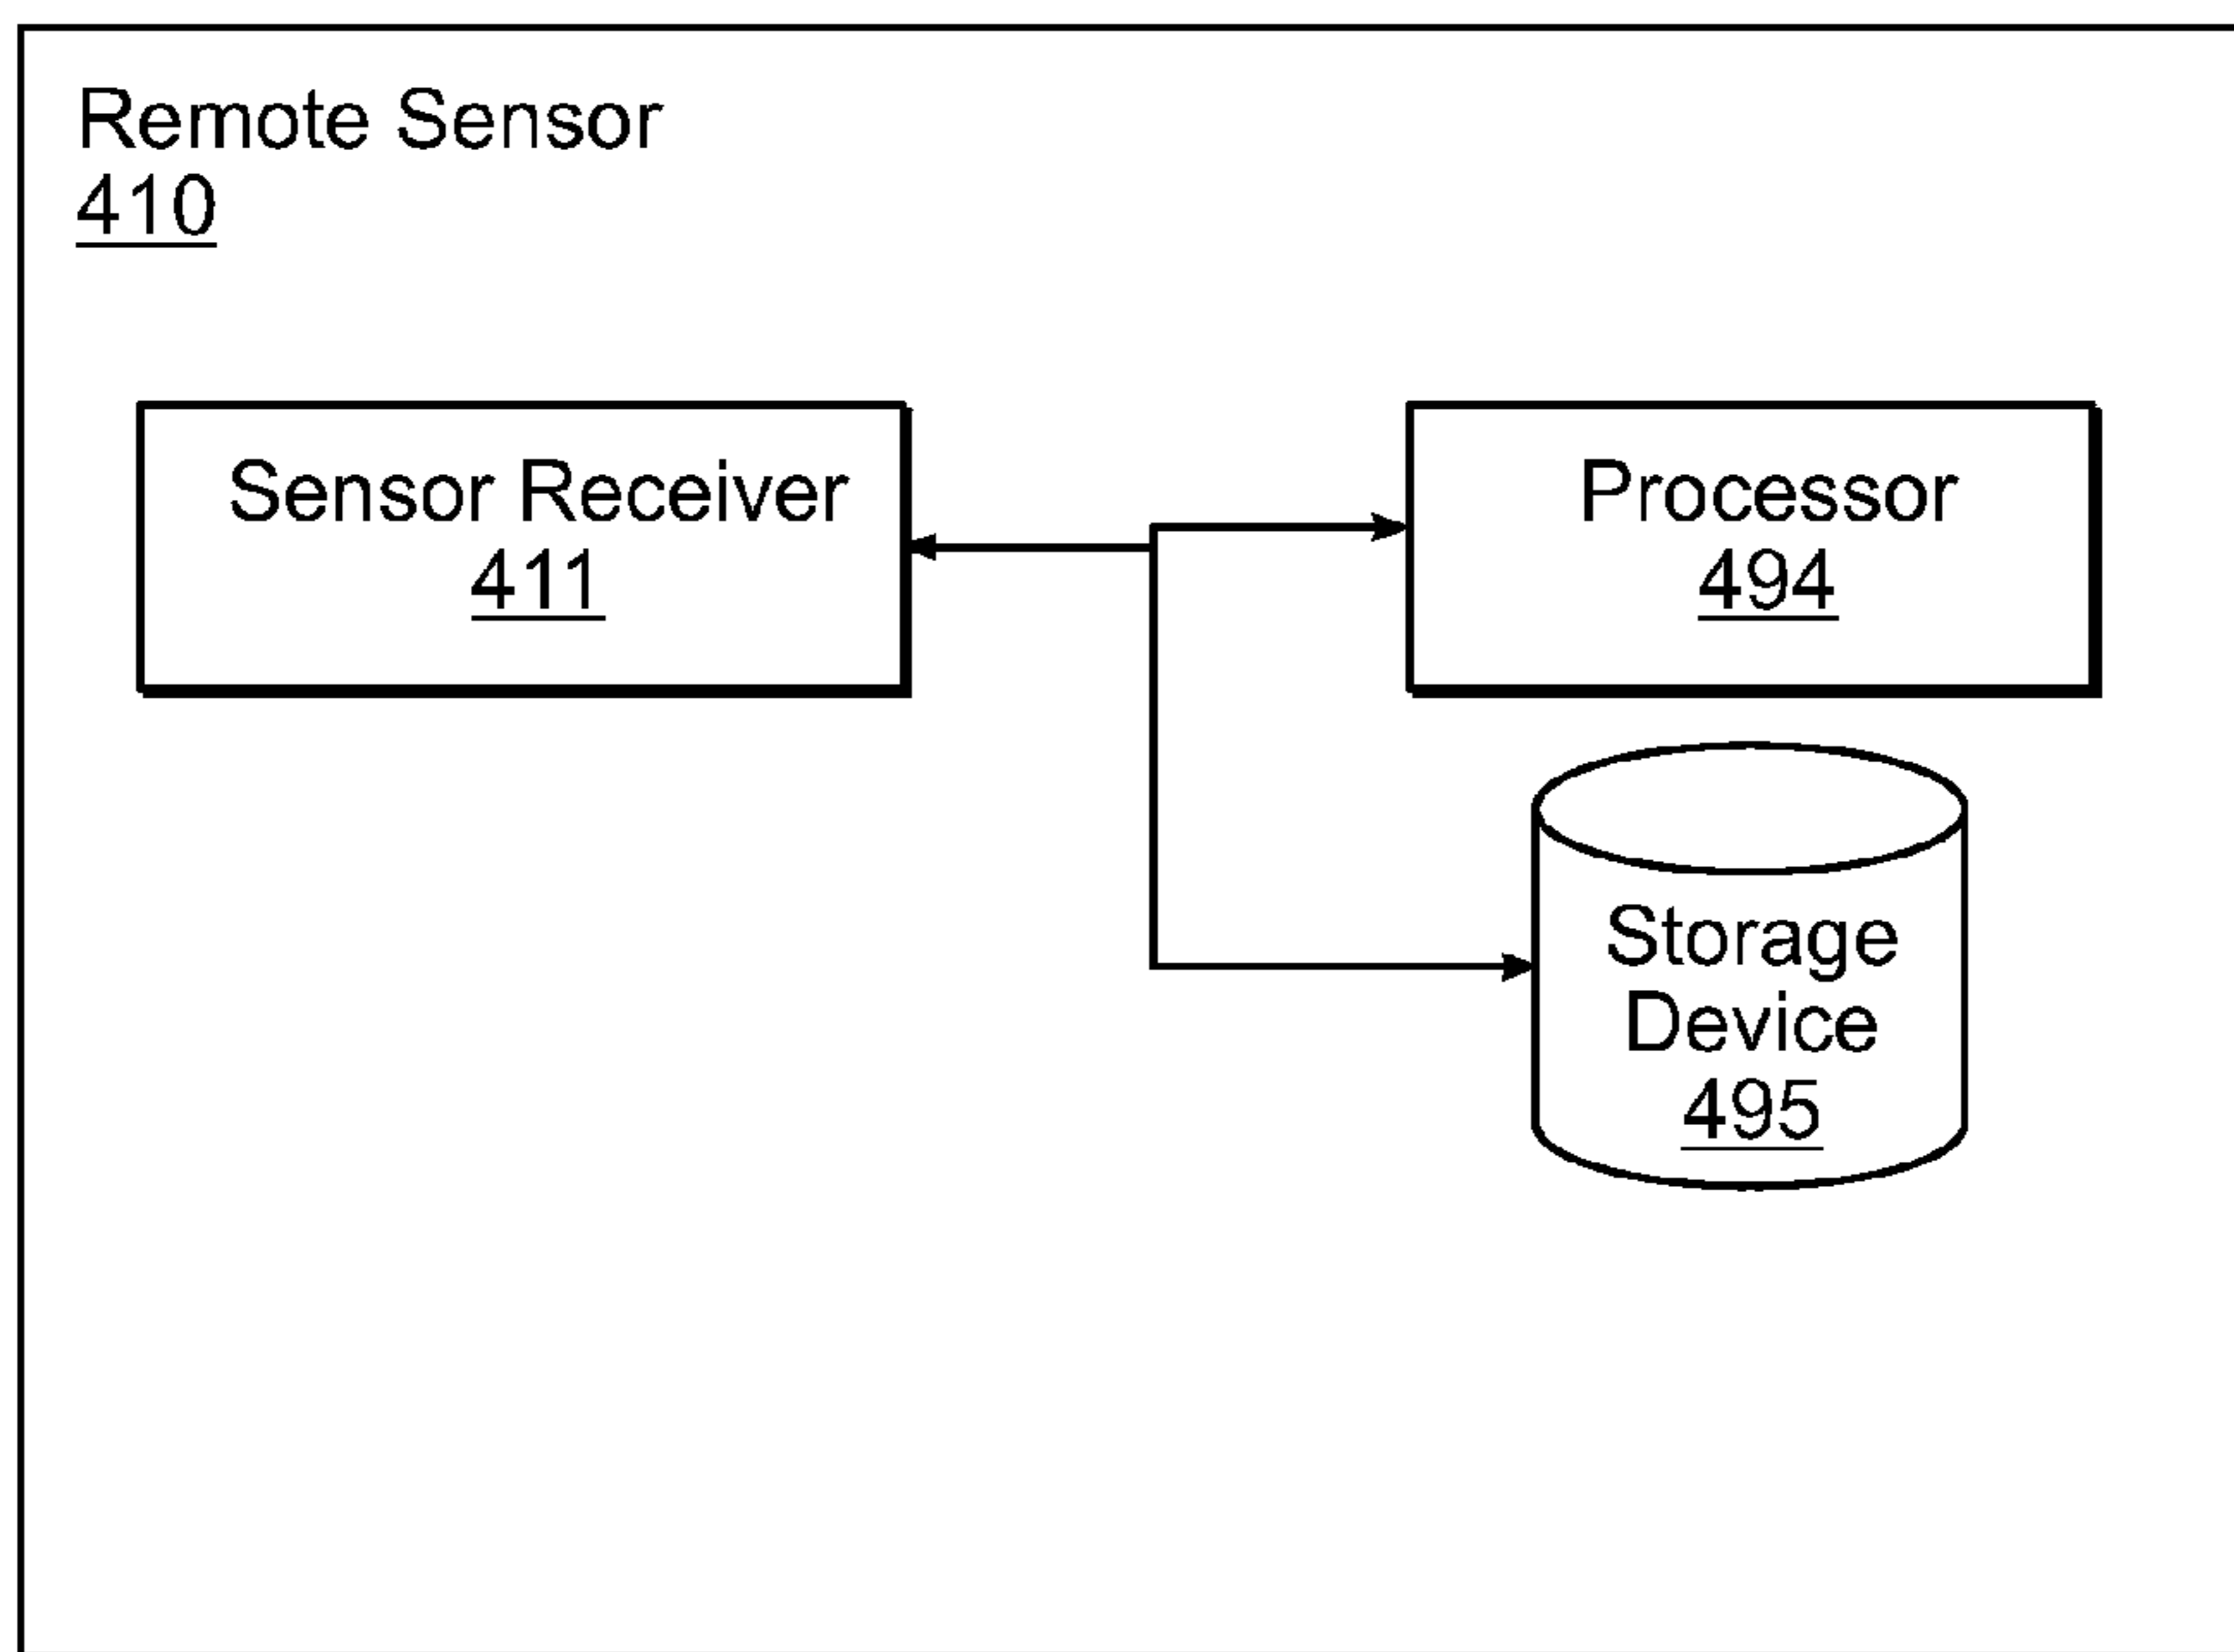 Remote Sensor
410
Sensor Receiver
411
Processor
494
Storage
Device
495